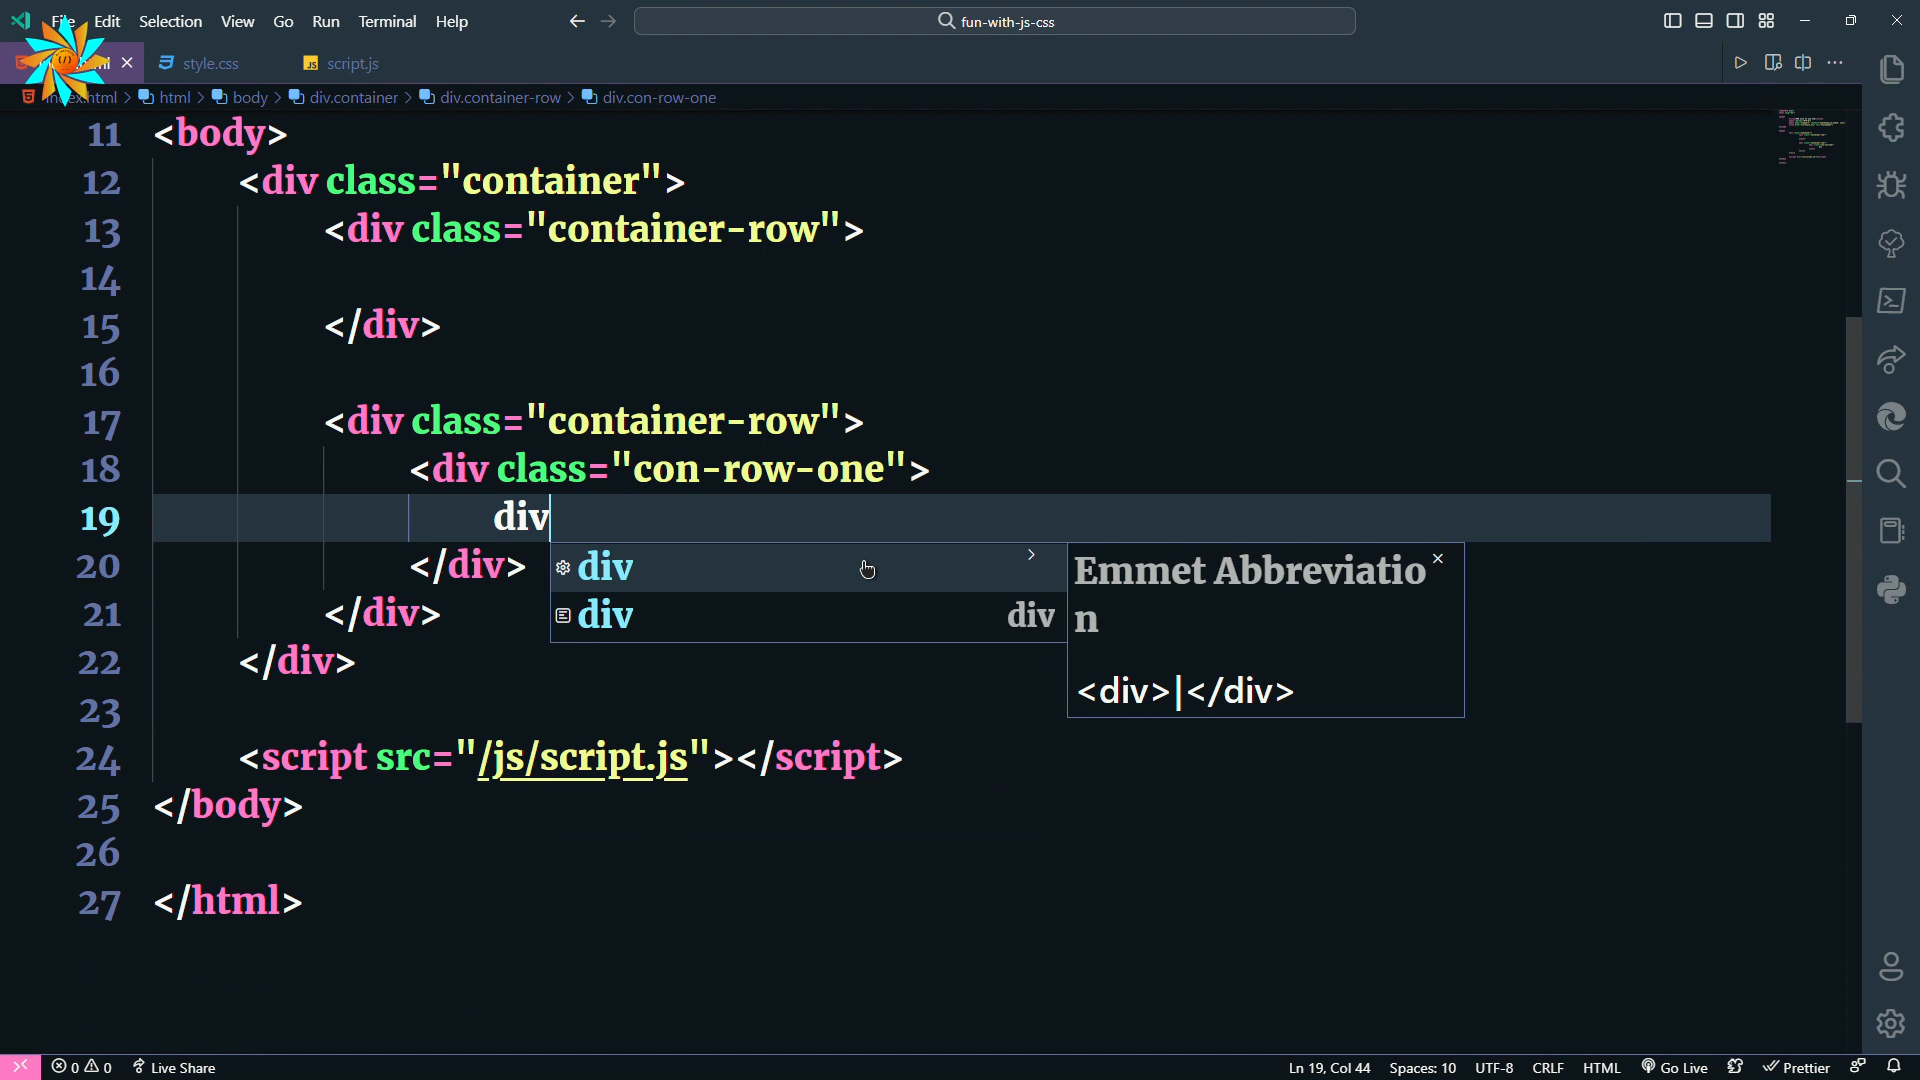 File Edit Selection View Go Run Terminal Help
fun-with-js-css
style.css
script.js
html
body
div.container
div.container-row
div.con-row-one
11 <body>
12 <div class="container">
13 <div class="container-row">
14
15 </div>
16
17 <div class="container-row">
18 <div class="con-row-one">
19 div
20 </div>
21 </div>
22 </div>
23
24 <script src="/js/script.js"></script>
25 </body>
26
27 </html>
div
div div
Emmet Abbreviatio
n
<div>|</div>
0 0 Live Share
Ln 19, Col 44 Spaces: 10 UTF-8 CRLF HTML Go Live Prettier